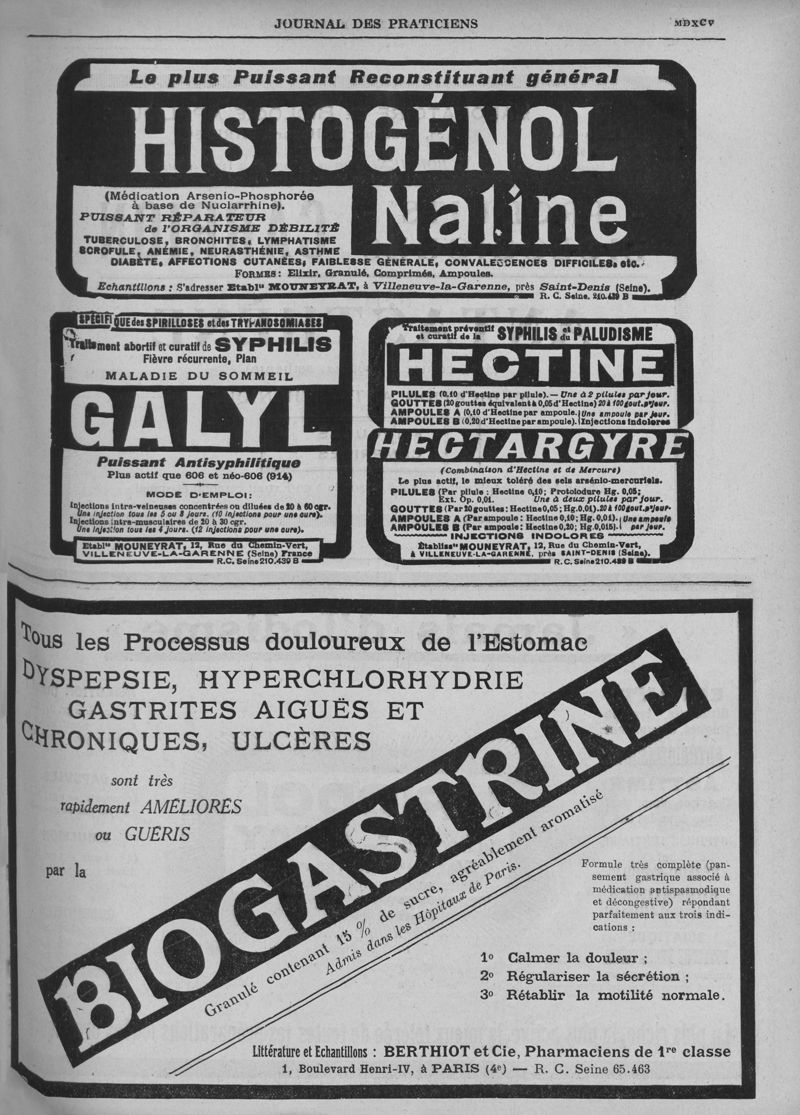 JOURNAL DES PRATICIENS
MDXCV
Le plus Puissant Reconstituant général
HISTOGÉNOL
Naline
(Médication Arsenio-Phosphorée
à base de Nuclarrhine).
PUISSANT RÉPARATEUR
de l'ORGANISME DÉBILITÉ
TUBERCULOSE, BRONCHITES, LYMPHATISME
SCROFULE, ANÉMIE, NEURASTHÉNIE, ASTHME
DIABÈTE, AFFECTIONS CUTANÉES, FAIBLESSE GÉNÉRALE, CONVALESCENCES DIFFICILES, etc.
FORMES: Elixir, Granulé, Comprimés, Ampoules.
Echantillons : S'adresser Etablts MOUNEYRAT, à Villeneuve-la-Garenne, près Saint-Denis (Seine).
R. C. Seine, 210.439 B
SPÉCIFIQUE des SPIRILLOSES et des TRYPANOSOMIASES
Traitement abortif et curatif de SYPHILIS
Fièvre récurrente, Pian
MALADIE DU SOMMEIL
GALYL
Puissant Antisyphilitique
Plus actif que 606 et néo-606 (914)
MODE D'EMPLOI:
Injections intra-veineuses concentrées ou diluées de 20 à 60 cgr.
Une injection tous les 5 ou 8 jours. (10 injections pour une cure).
Injections intra-musculaires de 20 à 30 cgr.
Une injection tous les 4 jours. (12 injections pour une cure).
Etablts MOUNEYRAT, 12, Rue du Chemin-Vert,
VILLENEUVE-LA-GARENNE (Seine) France
R.C. Seine 210.439 B
Traitement préventif et curatif de la SYPHILIS et du PALUDISME
HECTINE
PILULES (0,10 d'Hectine par pilule).— Une à 2 pilules par jour.
GOUTTES (20 gouttes équivalent à 0,05 d'Hectine) 20 à 100 gout. p' jour.
AMPOULES A (0,10 d'Hectine par ampoule. Une ampoule par jour.
AMPOULES B (0,20 d'Hectine par ampoule). Injections indolores
HECTARGYRE
(Combinaison d'Hectine et de Mercure)
Le plus actif, le mieux toléré des sels arsénio-mercuriels.
PILULES (Par pilule : Hectine 0,10; Protoiodure Hg. 0,05;
Ext. Op. 0,01. Une à deux pilules par jour.
GOUTTES (Par 20 gouttes: Hectine 0,05; Hg. 0,01). 20 à 100 gout. p' jour
AMPOULES A (Par ampoule : Hectine 0,10; Hg. 0,01). Une ampoule
AMPOULES B (Par ampoule: Hectine 0,20; Hg. 0,015). par jour.
INJECTIONS INDOLORES
Établissts MOUNEYRAT, 12, Rue du Chemin-Vert,
à VILLENEUVE-LA-GARENNE, près SAINT-DENIS (Seine).
R.C. Seine 210.439 B
Tous les Processus douloureux de l'Estomac
DYSPEPSIE, HYPERCHLORHYDRIE
GASTRITES AIGUËS ET
CHRONIQUES, ULCÈRES
sont très
rapidement AMÉLIORÉS
ou GUÉRIS
par la
BIOGASTRINE
Granulé contenant 15 % de sucre, agréablement aromatisé
Admis dans les Hôpitaux de Paris.
Formule très complète (pan-
sement gastrique associé à
médication antispasmodique
et décongestive) répondant
parfaitement aux trois indi-
cations :
1º Calmer la douleur ;
2º Régulariser la sécrétion ;
3º Rétablir la motilité normale.
Littérature et Echantillons : BERTHIOT et Cie, Pharmaciens de 1re classe
1, Boulevard Henri-IV, à PARIS (4e) — R. C. Seine 65.463